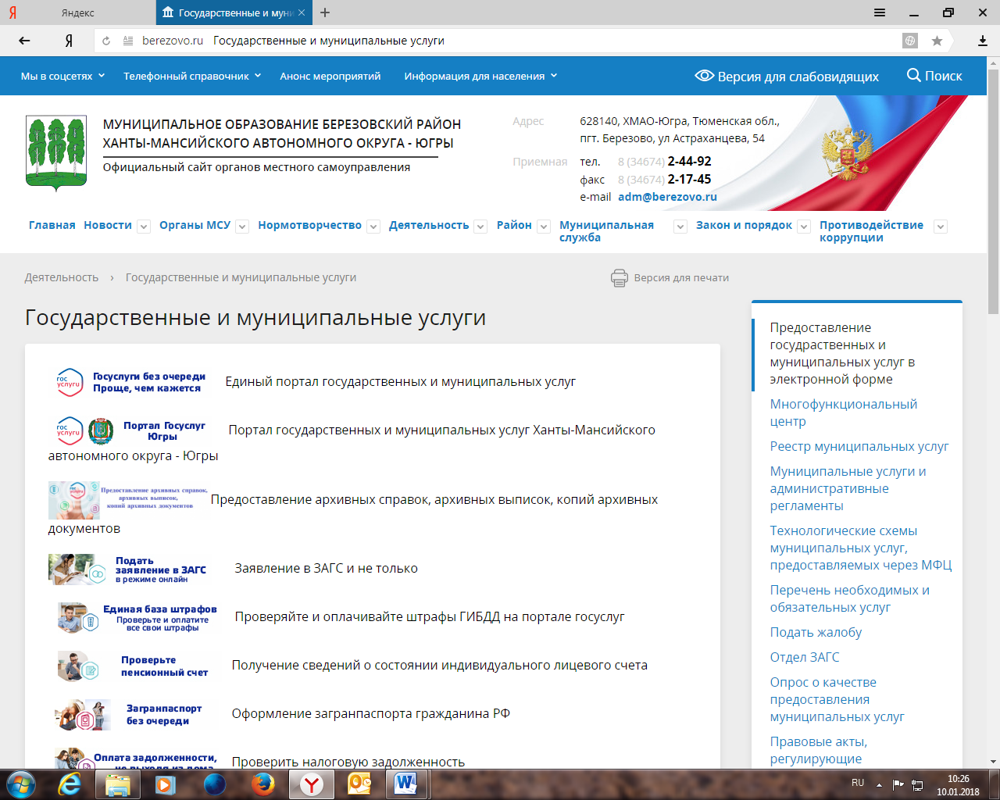 Яндекс
Государственные и муни
berezovo.ru Государственные и муниципальные услуги
Мы в соцсетях Телефонный справочник Анонс мероприятий Информация для населения Версия для слабовидящих Поиск
МУНИЦИПАЛЬНОЕ ОБРАЗОВАНИЕ БЕРЕЗОВСКИЙ РАЙОН
ХАНТЫ-МАНСИЙСКОГО АВТОНОМНОГО ОКРУГА - ЮГРЫ
Официальный сайт органов местного самоуправления
Адрес 628140, ХМАО-Югра, Тюменская обл.,
пгт. Березово, ул Астраханцева, 54
Приемная тел. 8 (34674) 2-44-92
факс 8 (34674) 2-17-45
e-mail adm@berezovo.ru
Главная Новости Органы МСУ Нормотворчество Деятельность Район Муниципальная служба Закон и порядок Противодействие коррупции
Деятельность › Государственные и муниципальные услуги
Версия для печати
Государственные и муниципальные услуги
гос услуги
Госуслуги без очереди
Проще, чем кажется
Единый портал государственных и муниципальных услуг
гос услуги
Портал Госуслуг
Югры
Портал государственных и муниципальных услуг Ханты-Мансийского
автономного округа - Югры
Предоставление архивных справок,
архивных выписок,
копий архивных документов
Предоставление архивных справок, архивных выписок, копий архивных
документов
Подать
заявление в ЗАГС
в режиме онлайн
Заявление в ЗАГС и не только
Единая база штрафов
Проверьте и оплатите
все свои штрафы
Проверяйте и оплачивайте штрафы ГИБДД на портале госуслуг
Проверьте
пенсионный счет
Получение сведений о состоянии индивидуального лицевого счета
Загранпаспорт
без очереди
Оформление загранпаспорта гражданина РФ
Оплата задолженности,
не выходя из дома
Проверить налоговую задолженность
Предоставление
госудраственных и
муниципальных услуг в
электронной форме
Многофункциональный
центр
Реестр муниципальных услуг
Муниципальные услуги и
административные
регламенты
Технологические схемы
муниципальных услуг,
предоставляемых через МФЦ
Перечень необходимых и
обязательных услуг
Подать жалобу
Отдел ЗАГС
Опрос о качестве
предоставления
муниципальных услуг
Правовые акты,
регулирующие
RU
10:26
10.01.2018